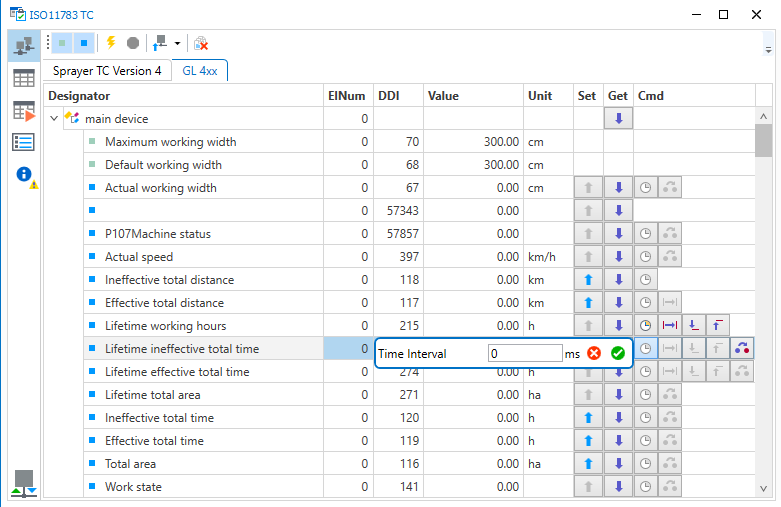 ISO11783 TC
Sprayer TC Version 4 GL 4xx
Designator ElNum DDI Value Unit Set Get Cmd
main device 0
Maximum working width 0 70 300.00 cm
Default working width 0 68 300.00 cm
Actual working width 0 67 0.00 cm
0 57343 0.00
P107Machine status 0 57857 0.00
Actual speed 0 397 0.00 km/h
Ineffective total distance 0 118 0.00 km
Effective total distance 0 117 0.00 km
Lifetime working hours 0 215 0.00 h
Lifetime ineffective total time 0 Time Interval 0 ms
Lifetime effective total time 0 274 0.00 h
Lifetime total area 0 271 0.00 ha
Ineffective total time 0 120 0.00 h
Effective total time 0 119 0.00 h
Total area 0 116 0.00 ha
Work state 0 141 0.00